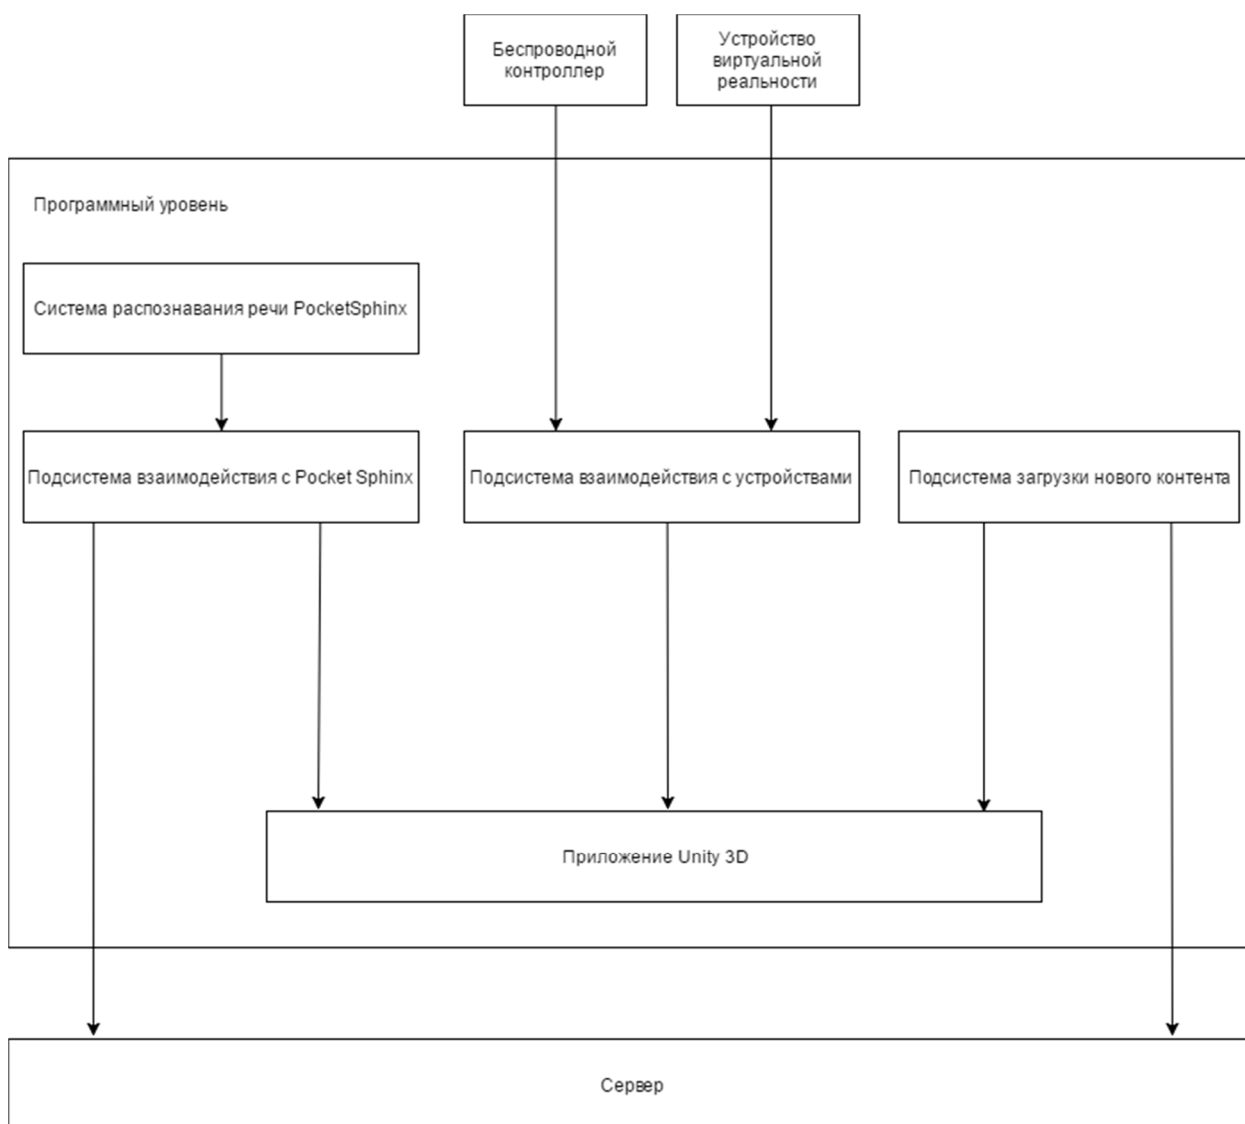 Беспроводной
контроллер
Устройство
виртуальной
реальности
Программный уровень
Система распознавания речи PocketSphinx
Подсистема взаимодействия с Pocket Sphinx
Подсистема взаимодействия с устройствами
Подсистема загрузки нового контента
Приложение Unity 3D
Сервер